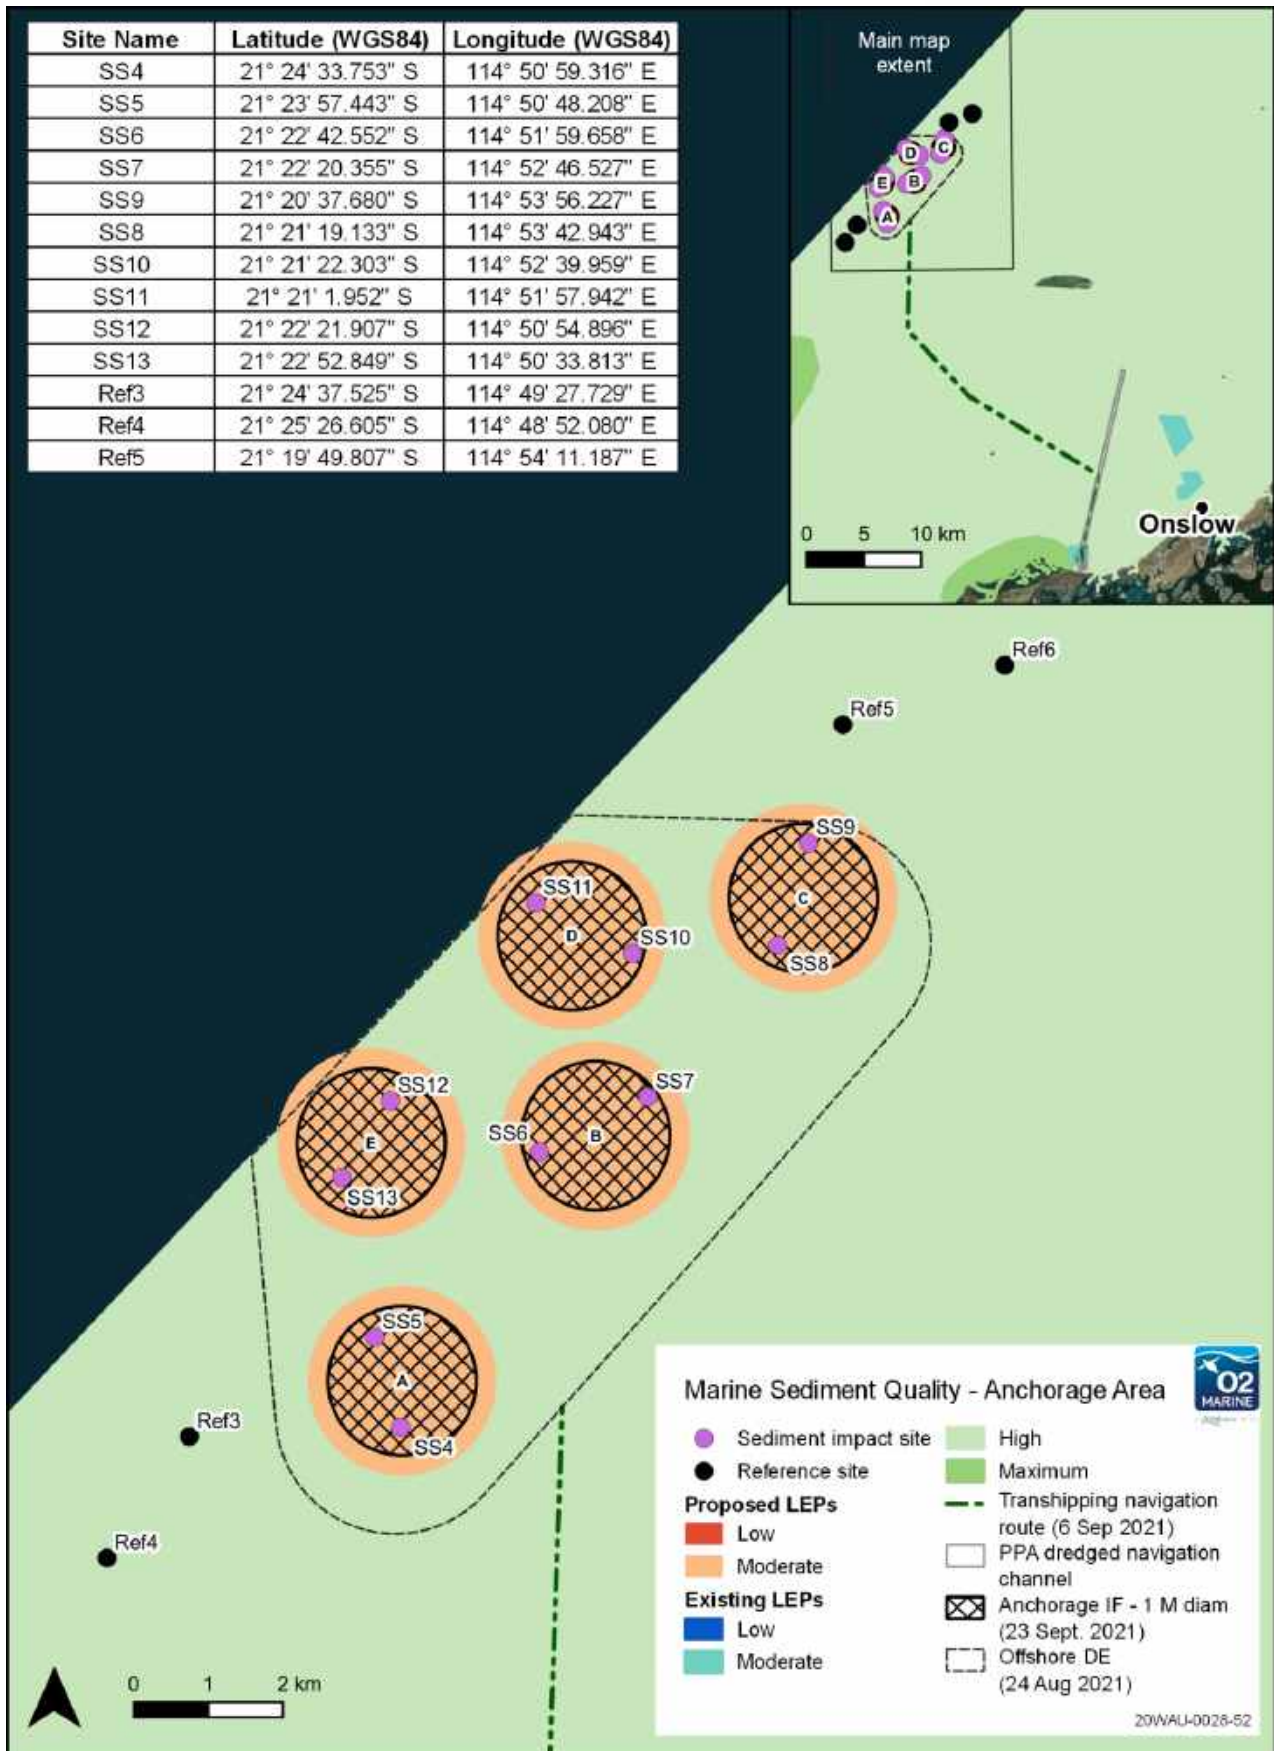 Site Name Latitude (WGS84) Longitude (WGS84)
SS4 21° 24' 33.753" S 114° 50' 59.316" E
SS5 21° 23' 57.443" S 114° 50' 48.208" E
SS6 21° 22' 42.552" S 114° 51' 59.658" E
SS7 21° 22' 20.355" S 114° 52' 46.527" E
SS9 21° 20' 37.680" S 114° 53' 56.227" E
SS8 21° 21' 19.133" S 114° 53' 42.943" E
SS10 21° 21' 22.303" S 114° 52' 39.959" E
SS11 21° 21' 1.952" S 114° 51' 57.942" E
SS12 21° 22' 21.907" S 114° 50' 54.896" E
SS13 21° 22' 52.849" S 114° 50' 33.813" E
Ref3 21° 24' 37.525" S 114° 49' 27.729" E
Ref4 21° 25' 26.605" S 114° 48' 52.080" E
Ref5 21° 19' 49.807" S 114° 54' 11.187" E
Main map
extent
D
C
E
B
A
0 5 10 km
Onslow
Ref6
Ref5
SS9
C
SS8
SS11
D
SS10
SS12
E
SS13
SS7
SS6
B
SS5
A
SS4
Ref3
Ref4
0 1 2 km
Marine Sediment Quality - Anchorage Area
O2
MARINE
Sediment impact site
Reference site
Proposed LEPs
Low
Moderate
Existing LEPs
Low
Moderate
High
Maximum
Transhipping navigation
route (6 Sep 2021)
PPA dredged navigation
channel
Anchorage IF - 1 M diam
(23 Sept. 2021)
Offshore DE
(24 Aug 2021)
20WAU-0028-52